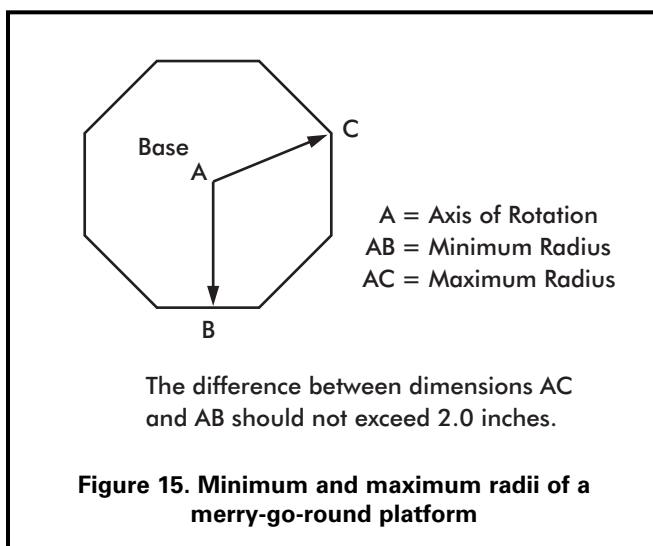 Base
A
C
B
A = Axis of Rotation
AB = Minimum Radius
AC = Maximum Radius
The difference between dimensions AC
and AB should not exceed 2.0 inches.
Figure 15. Minimum and maximum radii of a
merry-go-round platform